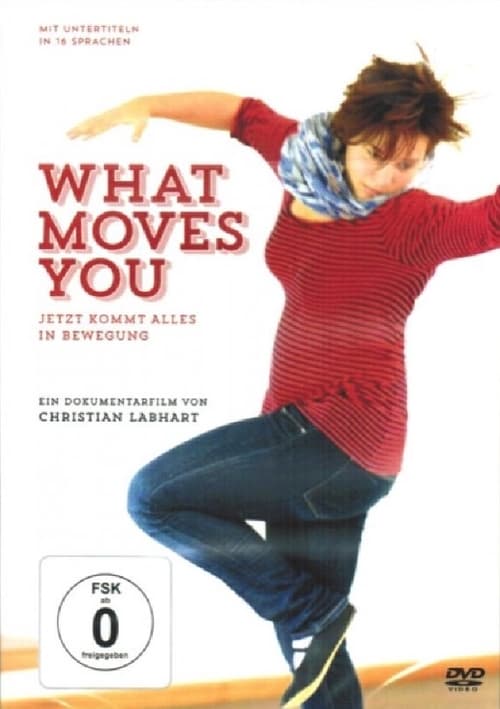 MIT UNTERTITELN
IN 16 SPRACHEN
WHAT
MOVES
YOU
JETZT KOMMT ALLES
IN BEWEGUNG
EIN DOKUMENTARFILM VON
CHRISTIAN LABHART
FSK
ab
0
freigegeben
DVD
VIDEO